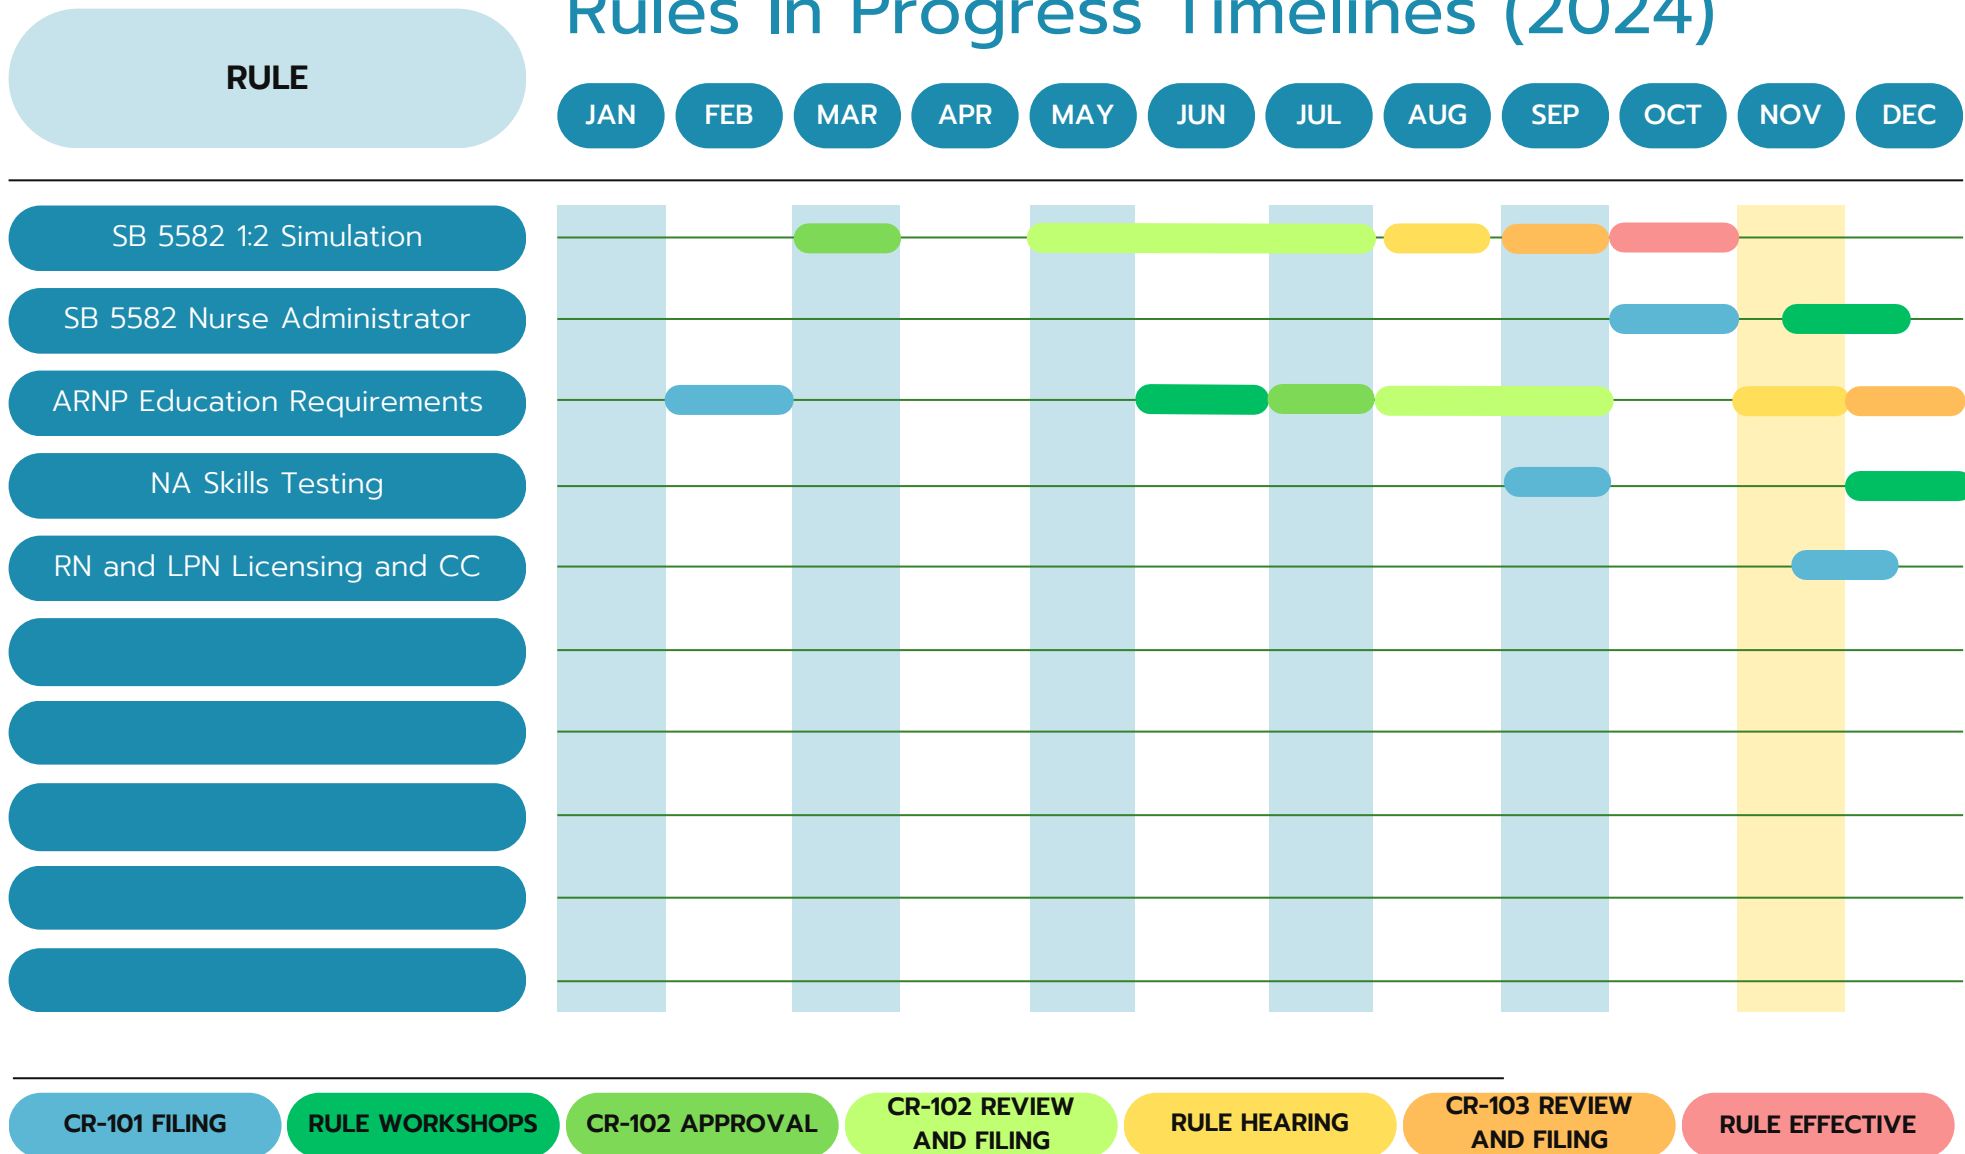 Rules In Progress Timelines (2024)
RULE
JAN FEB MAR APR MAY JUN JUL AUG SEP OCT NOV DEC
SB 5582 1:2 Simulation
SB 5582 Nurse Administrator
ARNP Education Requirements
NA Skills Testing
RN and LPN Licensing and CC
CR-101 FILING
RULE WORKSHOPS
CR-102 APPROVAL
CR-102 REVIEW
AND FILING
RULE HEARING
CR-103 REVIEW
AND FILING
RULE EFFECTIVE